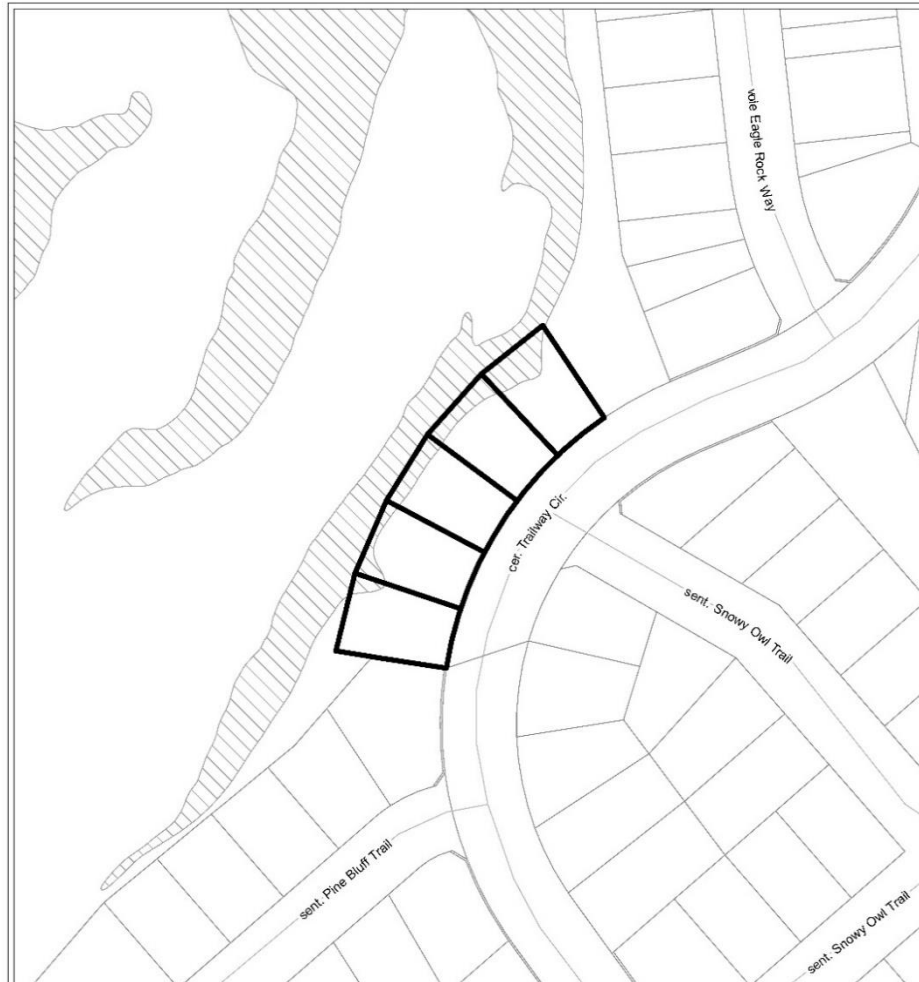 voie Eagle Rock Way
cer. Trailway Cir.
sent. Snowy Owl Trail
sent. Pine Bluff Trail
sent. Snowy Owl Trail